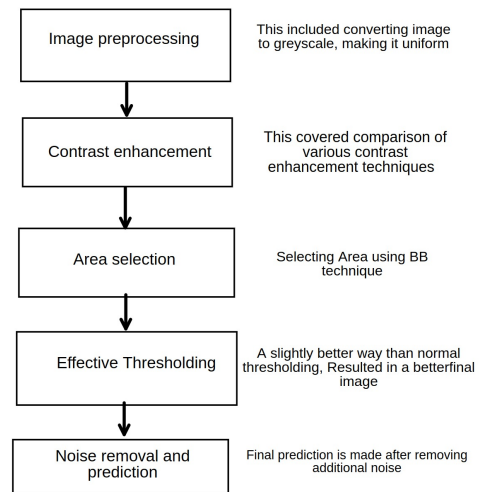 Image preprocessing
This included converting image
to greyscale, making it uniform
Contrast enhancement
This covered comparison of
various contrast
enhancement techniques
Area selection
Selecting Area using BB
technique
Effective Thresholding
A slightly better way than normal
thresholding, Resulted in a betterfinal
image
Noise removal and
prediction
Final prediction is made after removing
additional noise